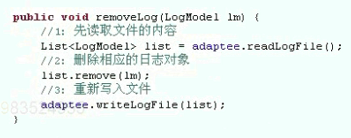 public void removeLog(LogModel lm) {
//1: 先读取文件的内容
List<LogModel> list = adaptee.readLogFile();
//2: 删除相应的日志对象
list.remove(lm);
//3: 重新写入文件
adaptee.writeLogFile(list);
}